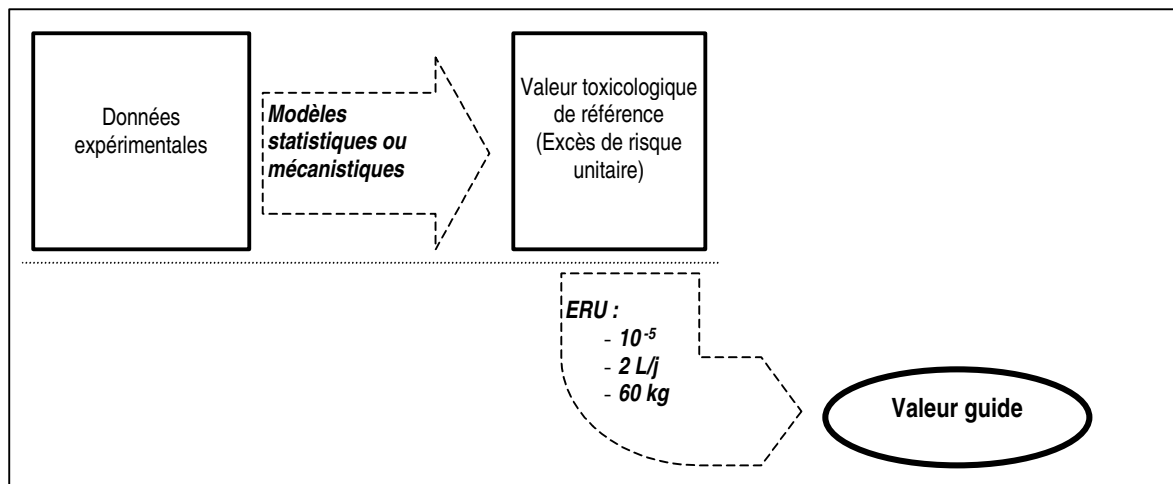 Données
expérimentales
Modèles
statistiques ou
mécanistiques
Valeur toxicologique
de référence
(Excès de risque
unitaire)
ERU :
- 10⁻⁵
- 2 L/j
- 60 kg
Valeur guide